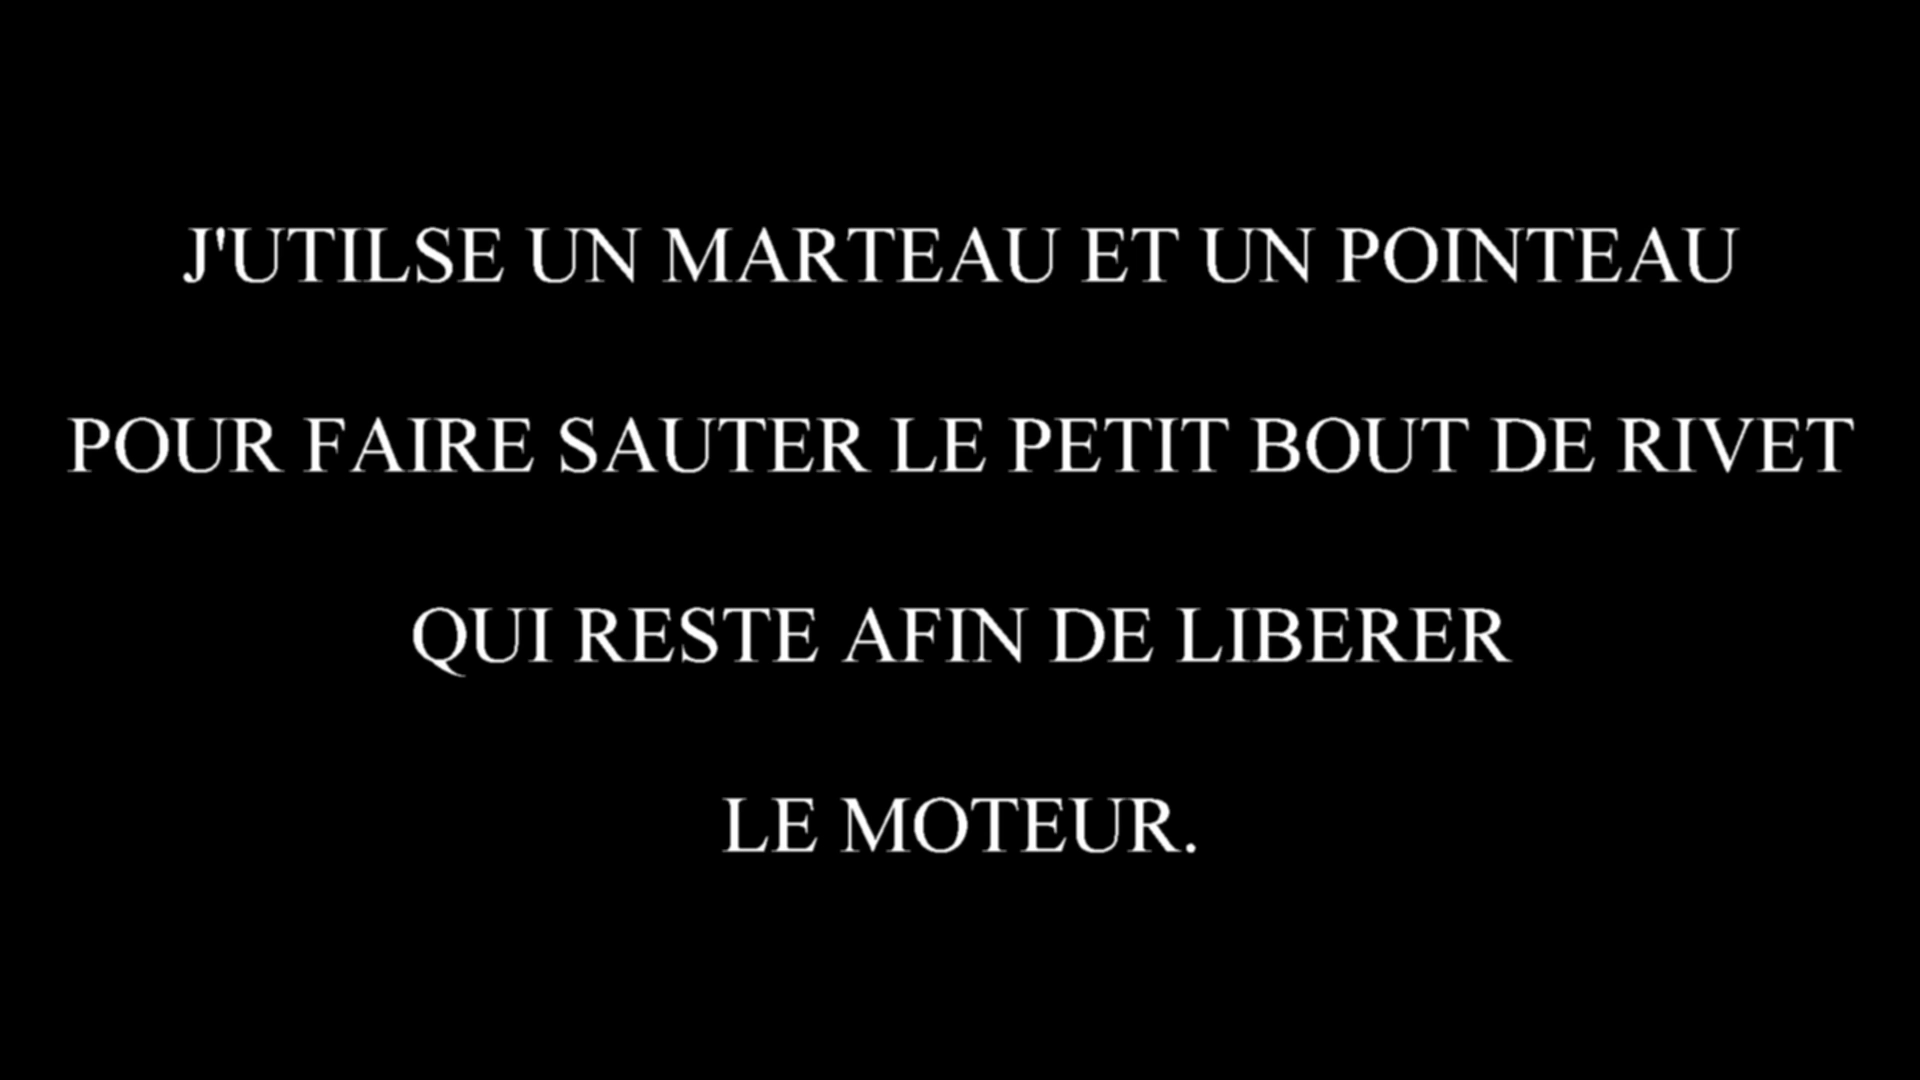 J'UTILSE UN MARTEAU ET UN POINTEAU
POUR FAIRE SAUTER LE PETIT BOUT DE RIVET
QUI RESTE AFIN DE LIBERER
LE MOTEUR.